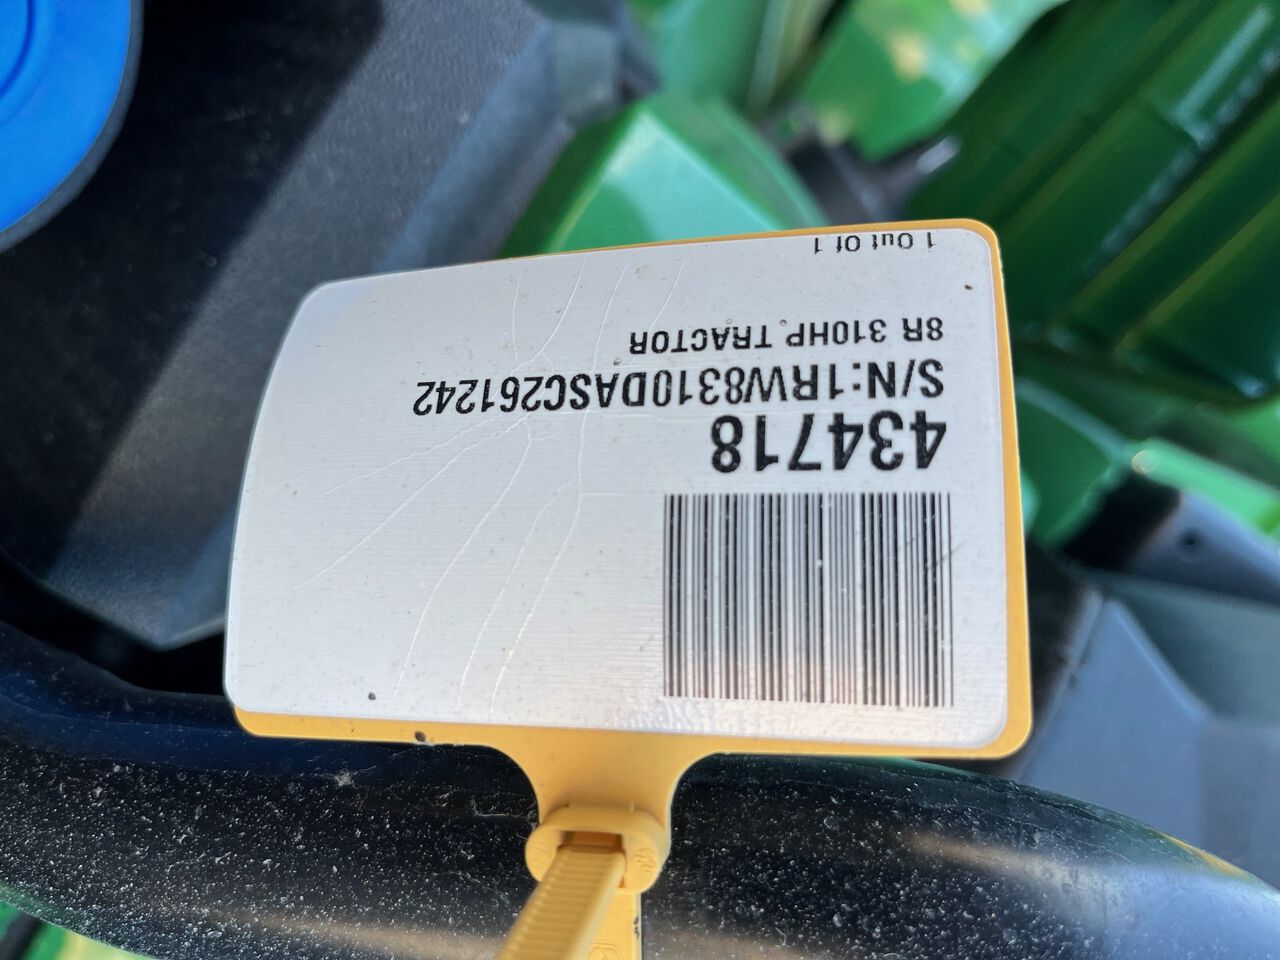 434718
S/N:1RW8310DASC261242
8R 310HP TRACTOR
1 Out Of 1